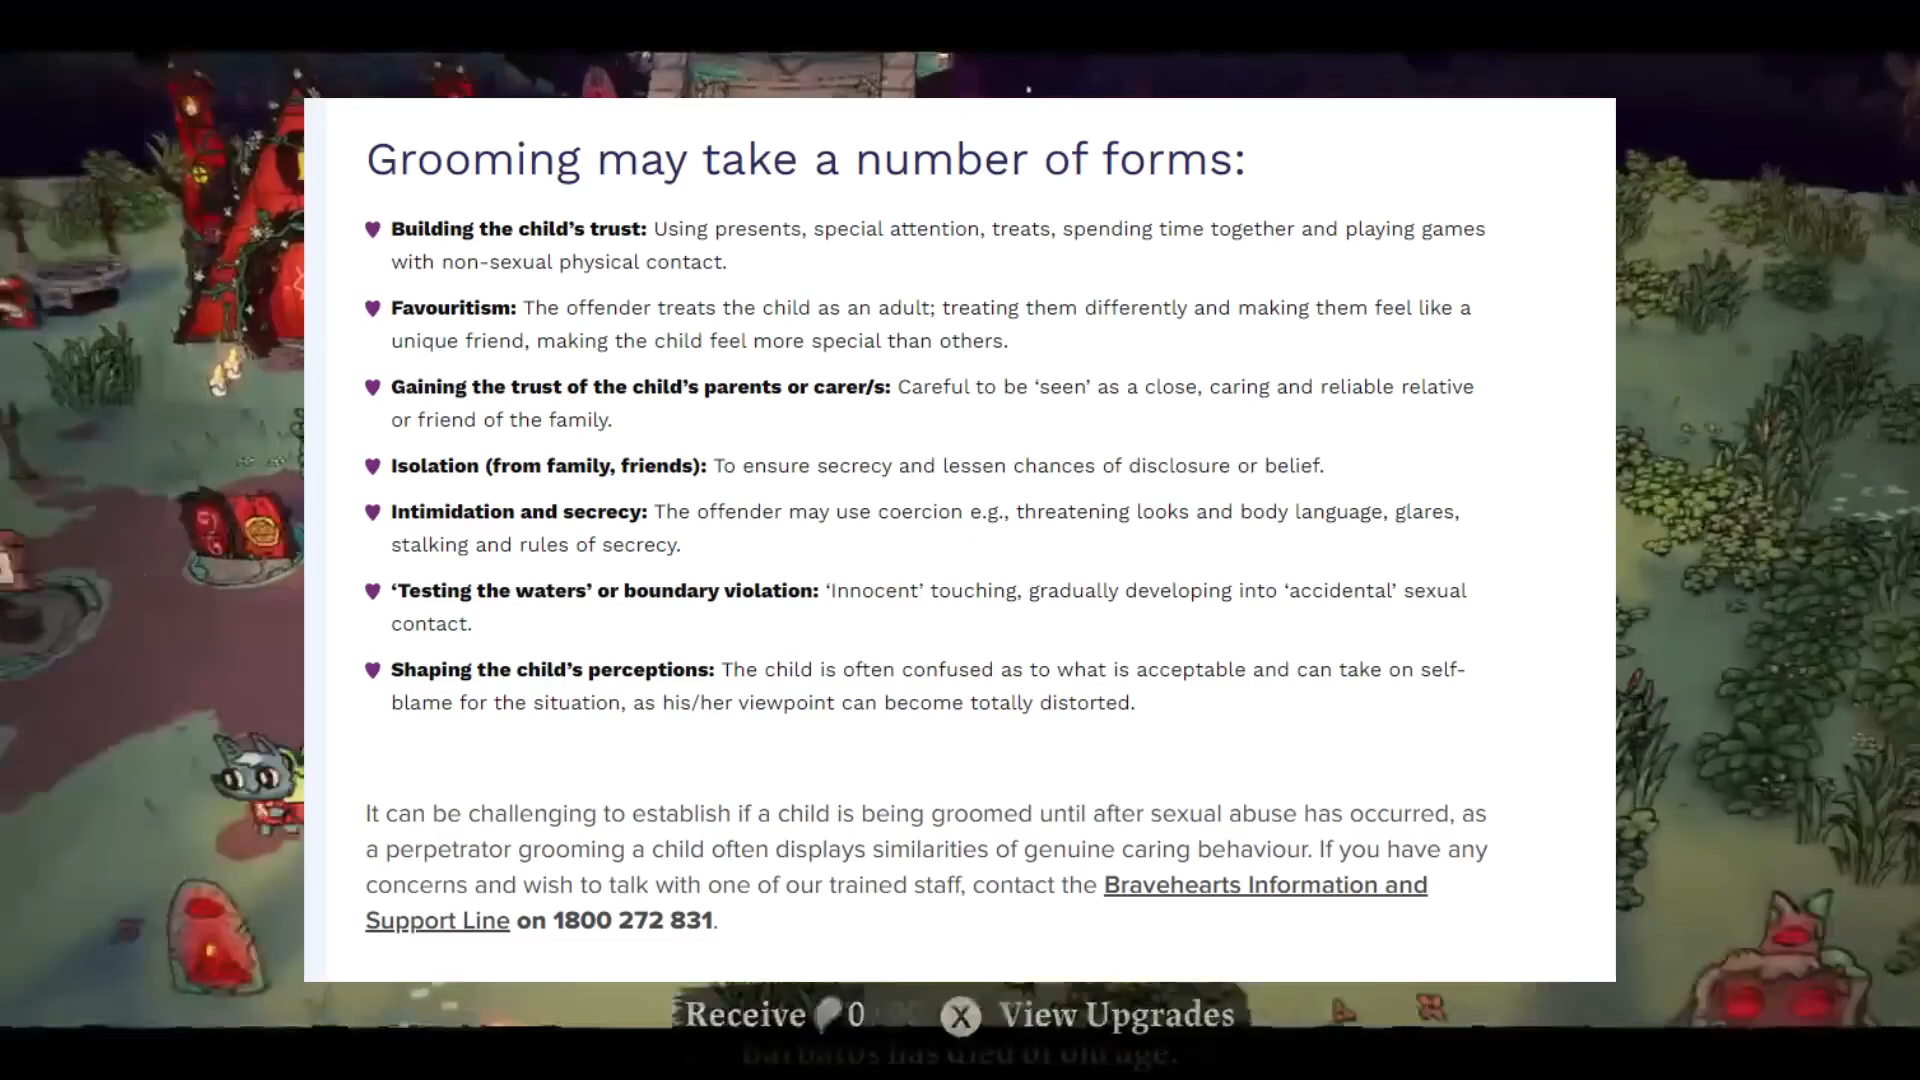 Grooming may take a number of forms:
Building the child’s trust: Using presents, special attention, treats, spending time together and playing games
with non-sexual physical contact.
Favouritism: The offender treats the child as an adult; treating them differently and making them feel like a
unique friend, making the child feel more special than others.
Gaining the trust of the child’s parents or carer/s: Careful to be ‘seen’ as a close, caring and reliable relative
or friend of the family.
Isolation (from family, friends): To ensure secrecy and lessen chances of disclosure or belief.
Intimidation and secrecy: The offender may use coercion e.g., threatening looks and body language, glares,
stalking and rules of secrecy.
‘Testing the waters’ or boundary violation: ‘Innocent’ touching, gradually developing into ‘accidental’ sexual
contact.
Shaping the child’s perceptions: The child is often confused as to what is acceptable and can take on self-
blame for the situation, as his/her viewpoint can become totally distorted.
It can be challenging to establish if a child is being groomed until after sexual abuse has occurred, as
a perpetrator grooming a child often displays similarities of genuine caring behaviour. If you have any
concerns and wish to talk with one of our trained staff, contact the Bravehearts Information and
Support Line on 1800 272 831.
Receive 0 X View Upgrades
Barbatos has died of old age.